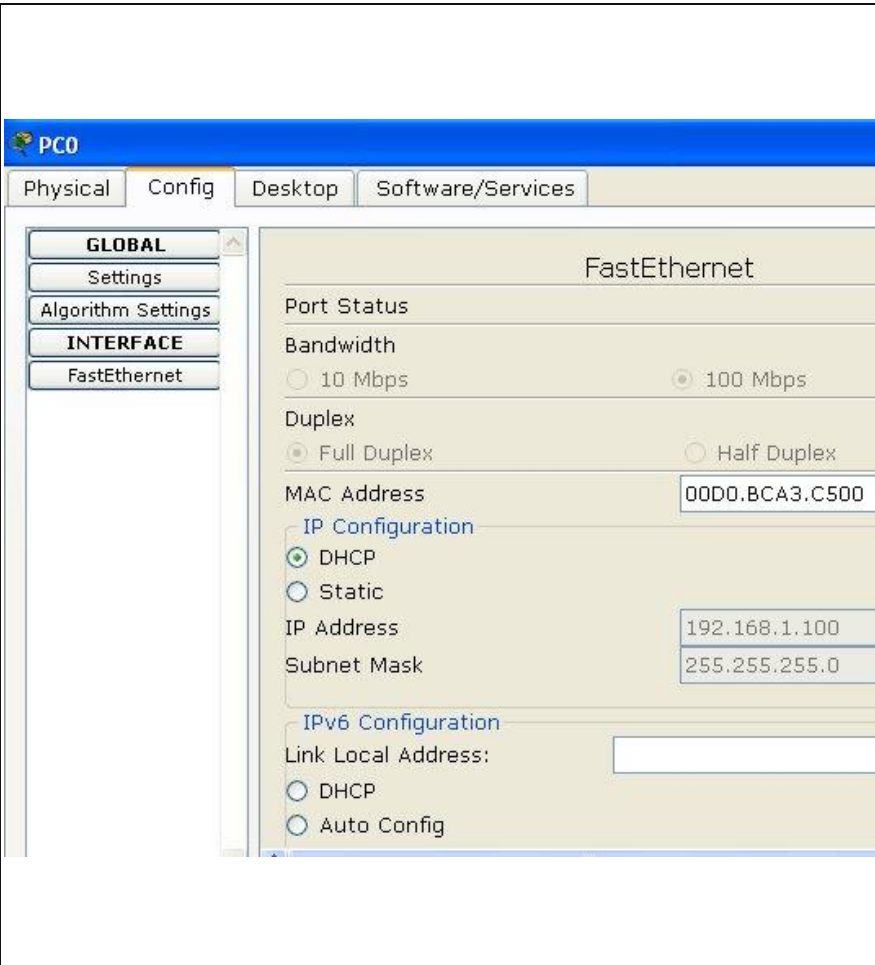 PC0
Physical Config Desktop Software/Services
GLOBAL
Settings
Algorithm Settings
INTERFACE
FastEthernet
FastEthernet
Port Status
Bandwidth
10 Mbps 100 Mbps
Duplex
Full Duplex Half Duplex
MAC Address 00D0.BCA3.C500
IP Configuration
DHCP
Static
IP Address 192.168.1.100
Subnet Mask 255.255.255.0
IPv6 Configuration
Link Local Address:
DHCP
Auto Config